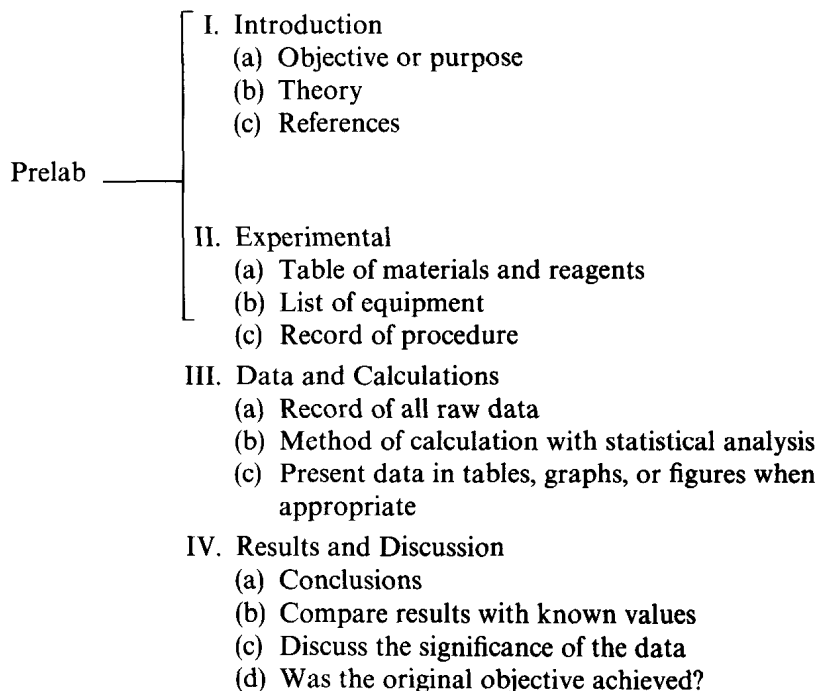 I. Introduction
(a) Objective or purpose
(b) Theory
(c) References
Prelab
II. Experimental
(a) Table of materials and reagents
(b) List of equipment
(c) Record of procedure
III. Data and Calculations
(a) Record of all raw data
(b) Method of calculation with statistical analysis
(c) Present data in tables, graphs, or figures when
appropriate
IV. Results and Discussion
(a) Conclusions
(b) Compare results with known values
(c) Discuss the significance of the data
(d) Was the original objective achieved?